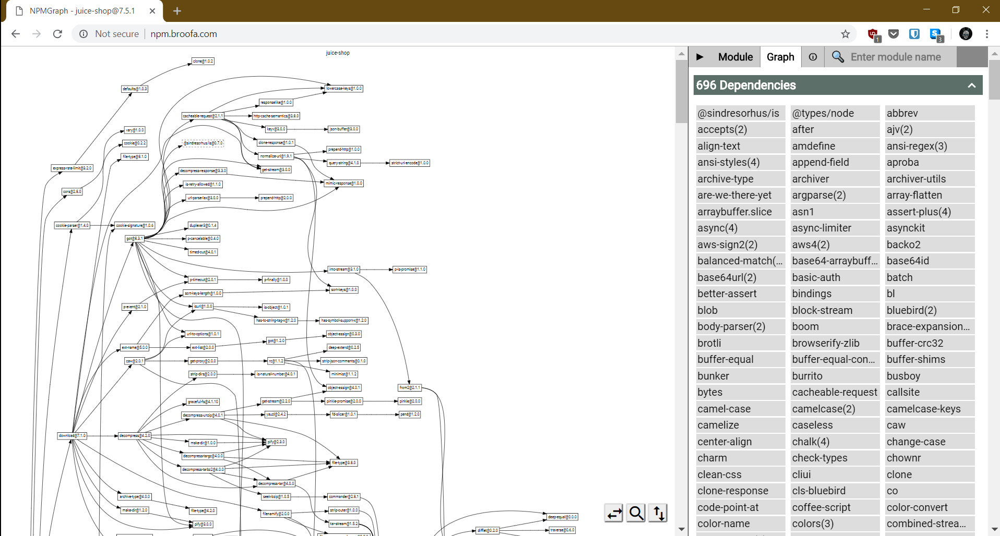 NPMGraph - juice-shop@7.5.1
Not secure
npm.broofa.com
1
3
juice-shop
clone@1.0.2
defaults@1.0.3
lowercase-keys@1.0.0
responselike@1.0.0
cacheable-request@2.1.1
http-cache-semantics@3.8.0
vary@1.0.0
keyv@3.0.0
json-buffer@3.0.0
cookie@0.2.2
@sindresorhus/is@0.7.0
clone-response@1.0.1
prepend-http@1.0.0
file-type@8.1.0
normalize-url@1.9.1
query-string@4.1.0
strict-uri-encode@1.0.0
express-rate-limit@3.2.0
decompress-response@3.3.0
get-stream@3.0.0
is-retry-allowed@1.1.0
mimic-response@1.0.0
cors@2.8.0
url-parse-lax@3.0.0
prepend-http@2.0.0
cookie-parser@1.4.0
cookie-signature@1.0.6
duplexer3@0.1.4
got@8.3.1
p-cancelable@0.4.0
timed-out@4.0.1
into-stream@3.1.0
p-is-promise@1.1.0
p-timeout@2.0.1
p-finally@1.0.0
sort-keys@1.0.0
sort-keys-length@1.0.0
p-event@2.1.0
isurl@1.0.0
is-object@1.0.1
has-to-string-tag-x@1.2.0
has-symbol-support-x@1.2.0
url-to-options@1.0.1
object-assign@0.3.0
got@1.2.0
ext-name@5.0.0
ext-list@2.0.0
deep-extend@0.2.5
caw@2.0.1
get-proxy@2.0.0
rc@1.1.2
strip-json-comments@0.1.0
strip-dirs@2.0.0
is-natural-number@4.0.1
minimist@1.1.2
object-assign@4.0.1
from2@2.1.1
graceful-fs@4.1.10
get-stream@2.2.0
pinkie-promise@2.0.0
pinkie@2.0.0
decompress-unzip@4.0.1
yauzl@2.4.2
fd-slicer@1.0.1
pend@1.2.0
download@7.1.0
decompress@4.2.0
make-dir@1.0.0
pify@2.3.0
decompress-targz@4.0.0
file-type@3.8.0
decompress-tarbz2@4.0.0
decompress-tar@4.0.0
archive-type@4.0.0
seek-bzip@1.0.5
commander@2.8.1
make-dir@1.2.0
file-type@4.2.0
filenamify@2.0.0
strip-outer@1.0.0
pify@3.0.0
tar-stream@1.5.2
deep-equal@0.0.0
difflet@0.2.0
traverse@0.6.0
Module Graph Enter module name
696 Dependencies
@sindresorhus/is @types/node abbrev
accepts(2) after ajv(2)
align-text amdefine ansi-regex(3)
ansi-styles(4) append-field aproba
archive-type archiver archiver-utils
are-we-there-yet argparse(2) array-flatten
arraybuffer.slice asn1 assert-plus(4)
async(4) async-limiter asynckit
aws-sign2(2) aws4(2) backo2
balanced-match(... base64-arraybuff... base64id
base64url(2) basic-auth batch
better-assert bindings bl
blob block-stream bluebird(2)
body-parser(2) boom brace-expansion...
brotli browserify-zlib buffer-crc32
buffer-equal buffer-equal-con... buffer-shims
bunker burrito busboy
bytes cacheable-request callsite
camel-case camelcase(2) camelcase-keys
camelize caseless caw
center-align chalk(4) change-case
charm check-types chownr
clean-css cliui clone
clone-response cls-bluebird co
code-point-at coffee-script color-convert
color-name colors(3) combined-strea...